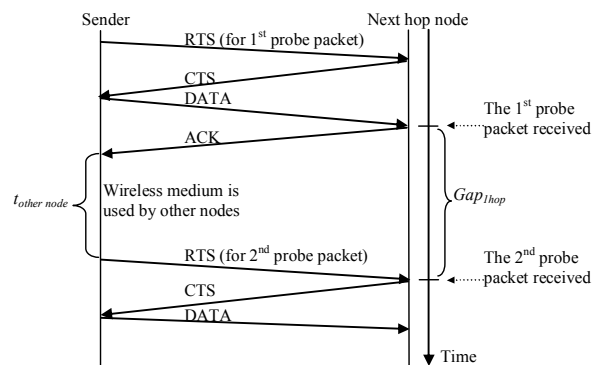 Sender
Next hop node
RTS (for 1st probe packet)
CTS
DATA
The 1st probe
packet received
ACK
t other node
Wireless medium is
used by other nodes
Gap1hop
RTS (for 2nd probe packet)
The 2nd probe
packet received
CTS
DATA
Time